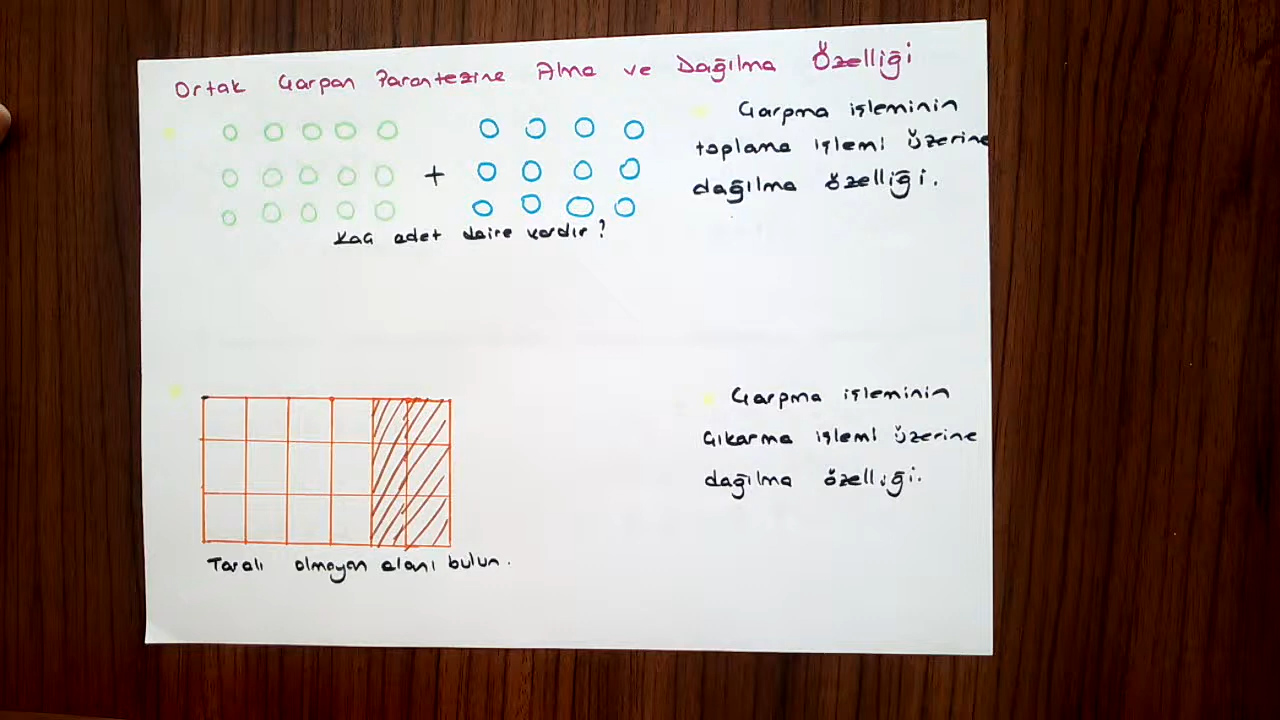 Ortak Çarpan Parantezine Alma ve Dağılma Özelliği
+
Kaç adet daire vardır?
Çarpma işleminin
toplama işlemi üzerine
dağılma özelliği.
Taralı olmayan alanı bulun.
Çarpma işleminin
çıkarma işlemi üzerine
dağılma özelliği.